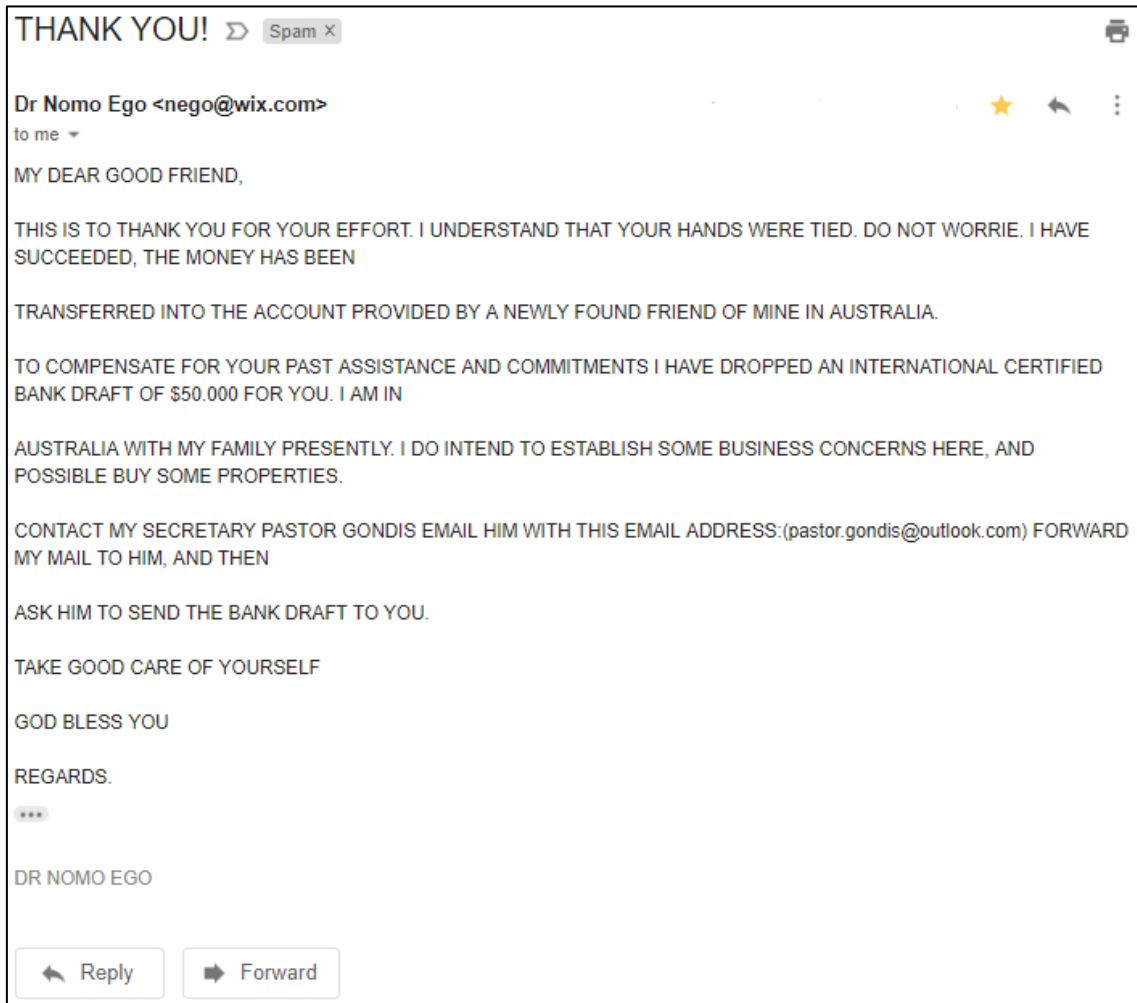 THANK YOU! Spam ×
Dr Nomo Ego <nego@wix.com>
to me
MY DEAR GOOD FRIEND,
THIS IS TO THANK YOU FOR YOUR EFFORT. I UNDERSTAND THAT YOUR HANDS WERE TIED. DO NOT WORRIE. I HAVE
SUCCEEDED, THE MONEY HAS BEEN
TRANSFERRED INTO THE ACCOUNT PROVIDED BY A NEWLY FOUND FRIEND OF MINE IN AUSTRALIA.
TO COMPENSATE FOR YOUR PAST ASSISTANCE AND COMMITMENTS I HAVE DROPPED AN INTERNATIONAL CERTIFIED
BANK DRAFT OF $50.000 FOR YOU. I AM IN
AUSTRALIA WITH MY FAMILY PRESENTLY. I DO INTEND TO ESTABLISH SOME BUSINESS CONCERNS HERE, AND
POSSIBLE BUY SOME PROPERTIES.
CONTACT MY SECRETARY PASTOR GONDIS EMAIL HIM WITH THIS EMAIL ADDRESS:(pastor.gondis@outlook.com) FORWARD
MY MAIL TO HIM, AND THEN
ASK HIM TO SEND THE BANK DRAFT TO YOU.
TAKE GOOD CARE OF YOURSELF
GOD BLESS YOU
REGARDS.
DR NOMO EGO
Reply Forward